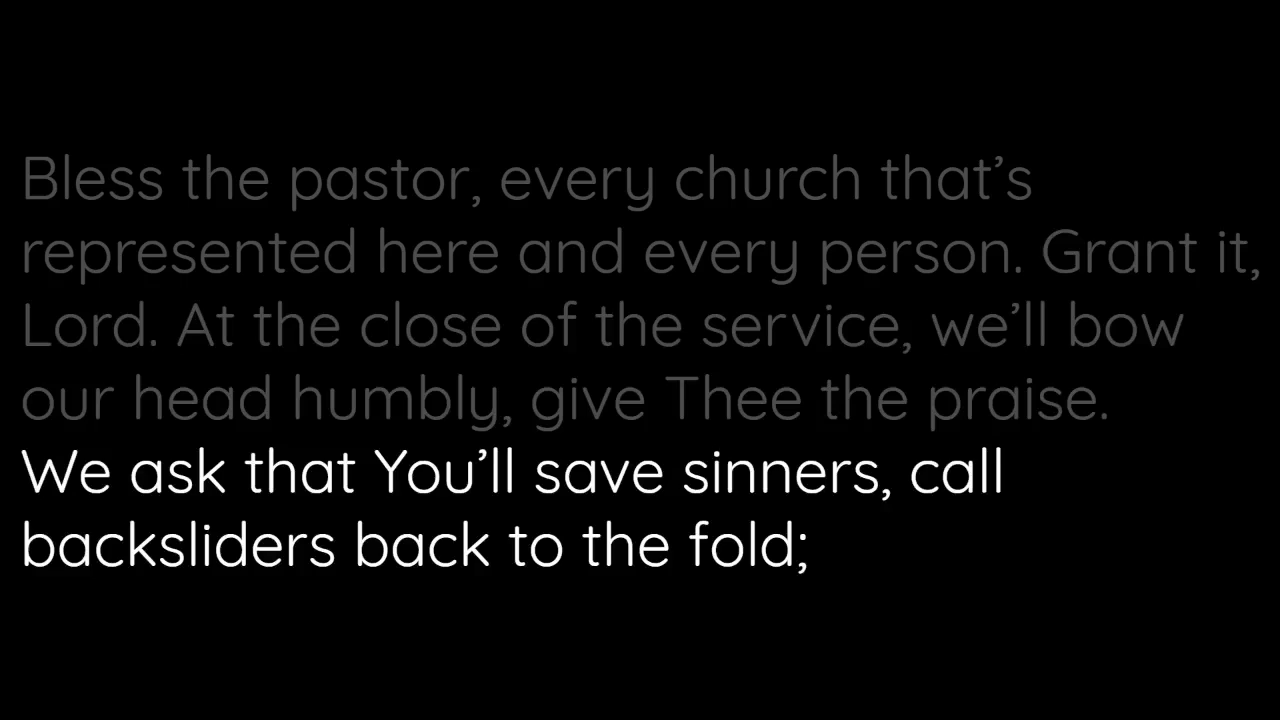 Bless the pastor, every church that’s
represented here and every person. Grant it,
Lord. At the close of the service, we’ll bow
our head humbly, give Thee the praise.
We ask that You’ll save sinners, call
backsliders back to the fold;